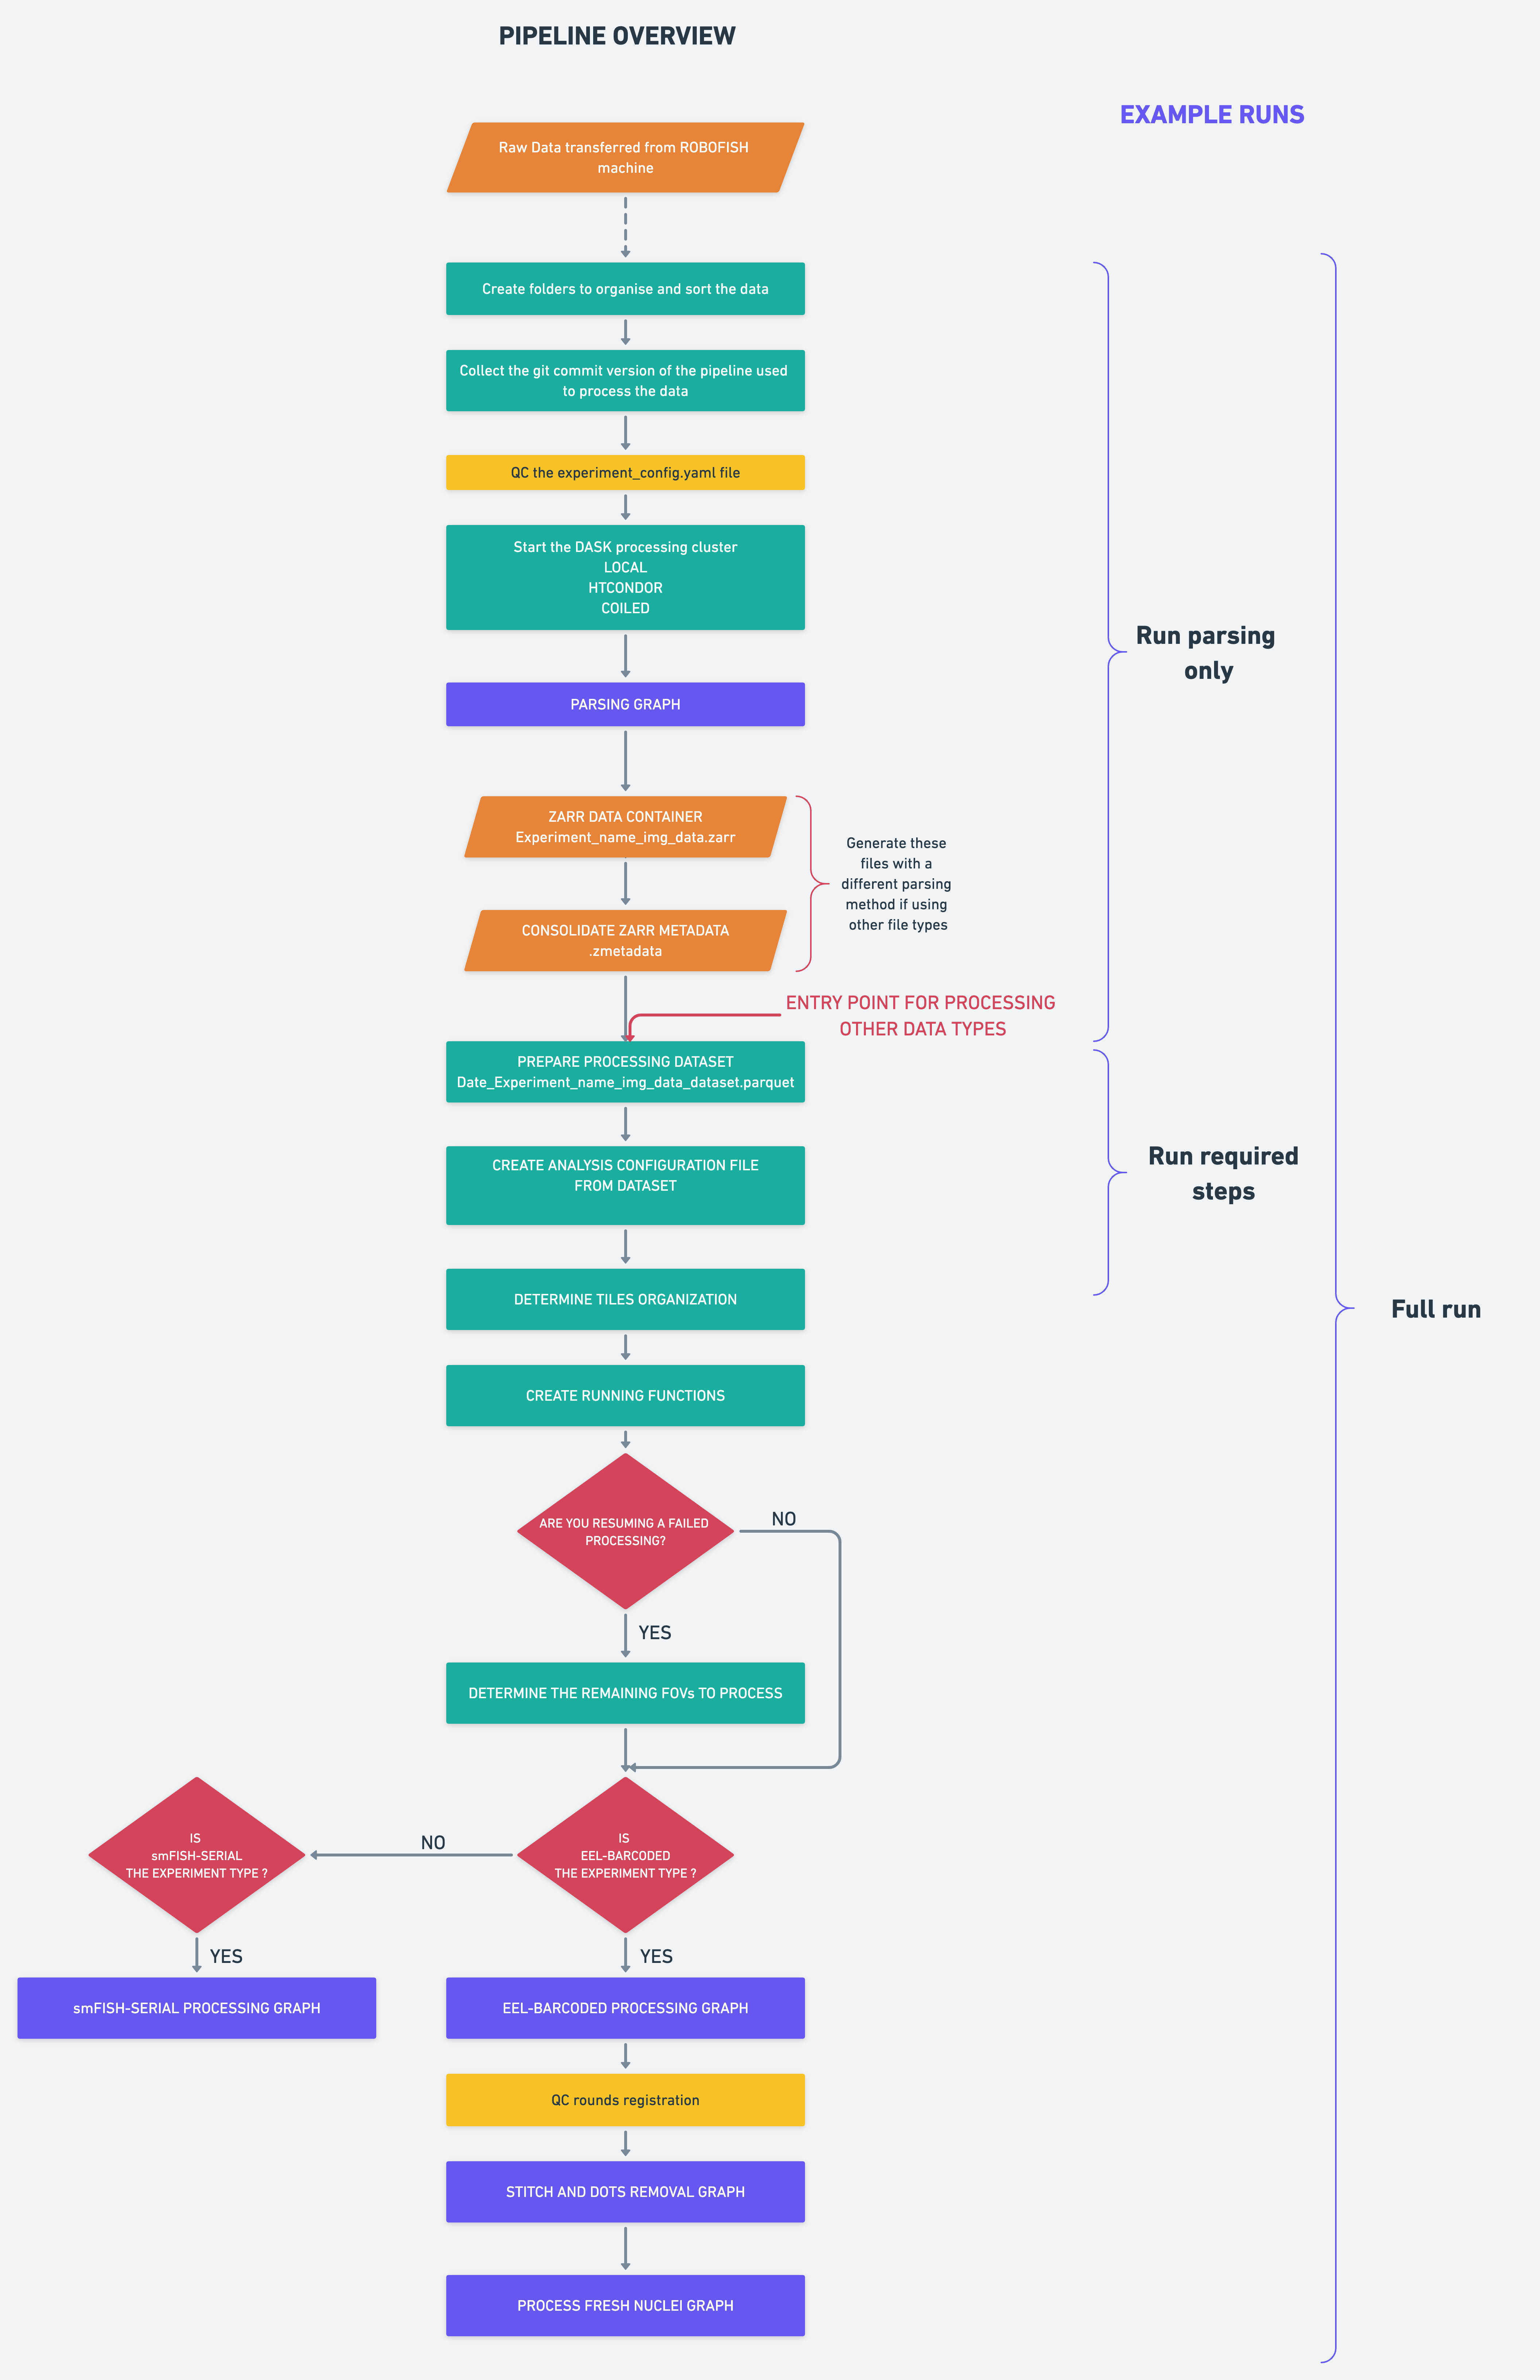 PIPELINE OVERVIEW
EXAMPLE RUNS
Raw Data transferred from ROBOFISH
machine
Create folders to organise and sort the data
Collect the git commit version of the pipeline used
to process the data
QC the experiment_config.yaml file
Start the DASK processing cluster
LOCAL
HTCONDOR
COILED
Run parsing
only
PARSING GRAPH
ZARR DATA CONTAINER
Experiment_name_img_data.zarr
Generate these
files with a
different parsing
method if using
other file types
CONSOLIDATE ZARR METADATA
.zmetadata
ENTRY POINT FOR PROCESSING
OTHER DATA TYPES
PREPARE PROCESSING DATASET
Date_Experiment_name_img_data_dataset.parquet
CREATE ANALYSIS CONFIGURATION FILE
FROM DATASET
Run required
steps
DETERMINE TILES ORGANIZATION
Full run
CREATE RUNNING FUNCTIONS
ARE YOU RESUMING A FAILED
PROCESSING?
NO
YES
DETERMINE THE REMAINING FOVs TO PROCESS
IS
smFISH-SERIAL
THE EXPERIMENT TYPE ?
NO
IS
EEL-BARCODED
THE EXPERIMENT TYPE ?
YES
YES
smFISH-SERIAL PROCESSING GRAPH
EEL-BARCODED PROCESSING GRAPH
QC rounds registration
STITCH AND DOTS REMOVAL GRAPH
PROCESS FRESH NUCLEI GRAPH